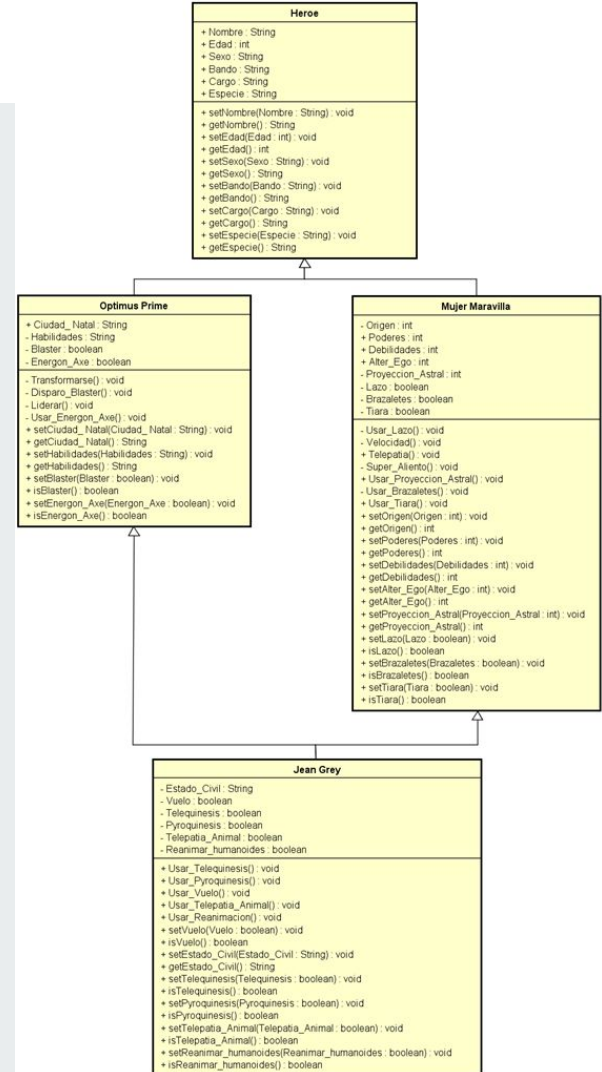 Heroe
+ Nombre : String
+ Edad : int
+ Sexo : String
+ Bando : String
+ Cargo : String
+ Especie : String
+ setNombre(Nombre : String) : void
+ getNombre() : String
+ setEdad(Edad : int) : void
+ getEdad() : int
+ setSexo(Sexo : String) : void
+ getSexo() : String
+ setBando(Bando : String) : void
+ getBando() : String
+ setCargo(Cargo : String) : void
+ getCargo() : String
+ setEspecie(Especie : String) : void
+ getEspecie() : String
Optimus Prime
+ Ciudad_ Natal : String
- Habilidades : String
- Blaster : boolean
- Energon_Axe : boolean
- Transformarse() : void
- Disparo_Blaster() : void
- Liderar() : void
- Usar_Energon_Axe() : void
+ setCiudad_ Natal(Ciudad_ Natal : String) : void
+ getCiudad_ Natal() : String
+ setHabilidades(Habilidades : String) : void
+ getHabilidades() : String
+ setBlaster(Blaster : boolean) : void
+ isBlaster() : boolean
+ setEnergon_Axe(Energon_Axe : boolean) : void
+ isEnergon_Axe() : boolean
Mujer Maravilla
- Origen : int
+ Poderes : int
+ Debilidades : int
+ Alter_Ego : int
- Proyeccion_Astral : int
- Lazo : boolean
- Brazaletes : boolean
- Tiara : boolean
- Usar_Lazo() : void
- Velocidad() : void
+ Telepatia() : void
- Super_Aliento() : void
+ Usar_Proyeccion_Astral() : void
- Usar_Brazaletes() : void
+ Usar_Tiara() : void
+ setOrigen(Origen : int) : void
+ getOrigen() : int
+ setPoderes(Poderes : int) : void
+ getPoderes() : int
+ setDebilidades(Debilidades : int) : void
+ getDebilidades() : int
+ setAlter_Ego(Alter_Ego : int) : void
+ getAlter_Ego() : int
+ setProyeccion_Astral(Proyeccion_Astral : int) : void
+ getProyeccion_Astral() : int
+ setLazo(Lazo : boolean) : void
+ isLazo() : boolean
+ setBrazaletes(Brazaletes : boolean) : void
+ isBrazaletes() : boolean
+ setTiara(Tiara : boolean) : void
+ isTiara() : boolean
Jean Grey
- Estado_Civil : String
- Vuelo : boolean
- Telequinesis : boolean
- Pyroquinesis : boolean
- Telepatia_Animal : boolean
- Reanimar_humanoides : boolean
+ Usar_Telequinesis() : void
+ Usar_Pyroquinesis() : void
+ Usar_Vuelo() : void
+ Usar_Telepatia_Animal() : void
+ Usar_Reanimacion() : void
+ setVuelo(Vuelo : boolean) : void
+ isVuelo() : boolean
+ setEstado_Civil(Estado_Civil : String) : void
+ getEstado_Civil() : String
+ setTelequinesis(Telequinesis : boolean) : void
+ isTelequinesis() : boolean
+ setPyroquinesis(Pyroquinesis : boolean) : void
+ isPyroquinesis() : boolean
+ setTelepatia_Animal(Telepatia_Animal : boolean) : void
+ isTelepatia_Animal() : boolean
+ setReanimar_humanoides(Reanimar_humanoides : boolean) : void
+ isReanimar_humanoides() : boolean